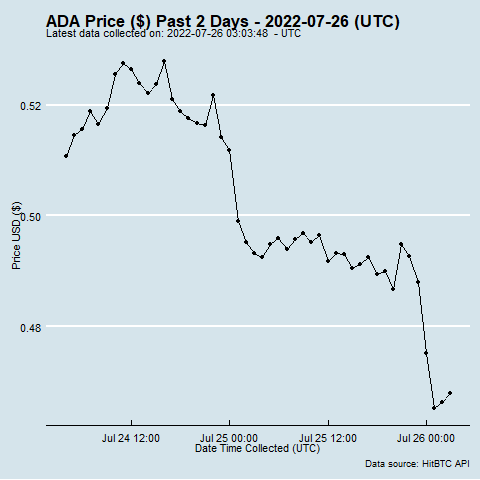 ADA Price ($) Past 2 Days - 2022-07-26 (UTC)
Latest data collected on: 2022-07-26 03:03:48 - UTC
0.52
0.50
0.48
Price USD ($)
Jul 24 12:00 Jul 25 00:00 Jul 25 12:00 Jul 26 00:00
Date Time Collected (UTC)
Data source: HitBTC API